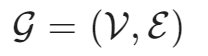 𝒢 = (𝒱, ℰ)